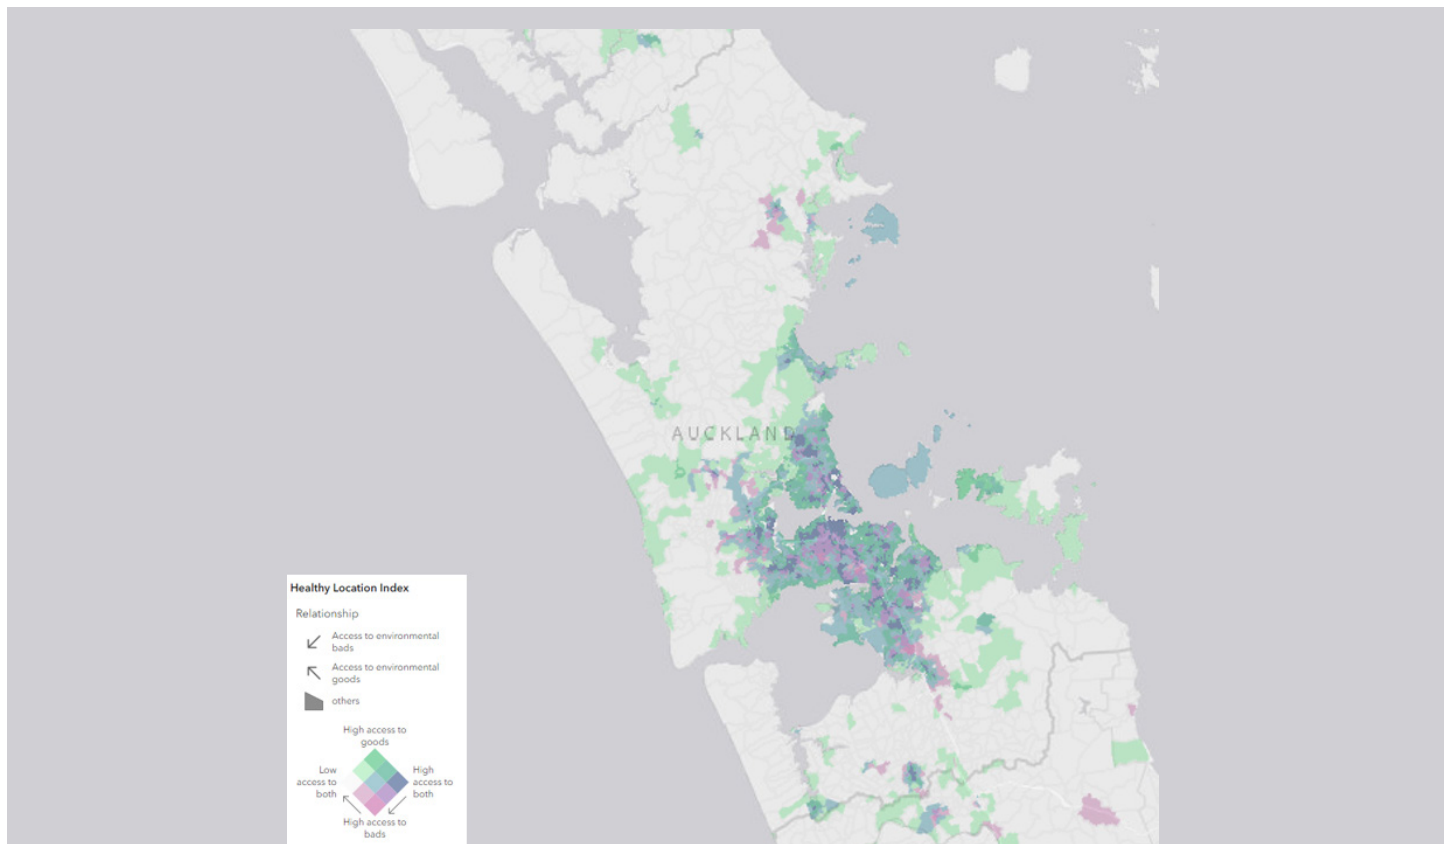 AUCKLAND
Healthy Location Index
Relationship
Access to environmental
bads
Access to environmental
goods
others
High access to
goods
Low
access to
both
High
access to
both
High access to
bads